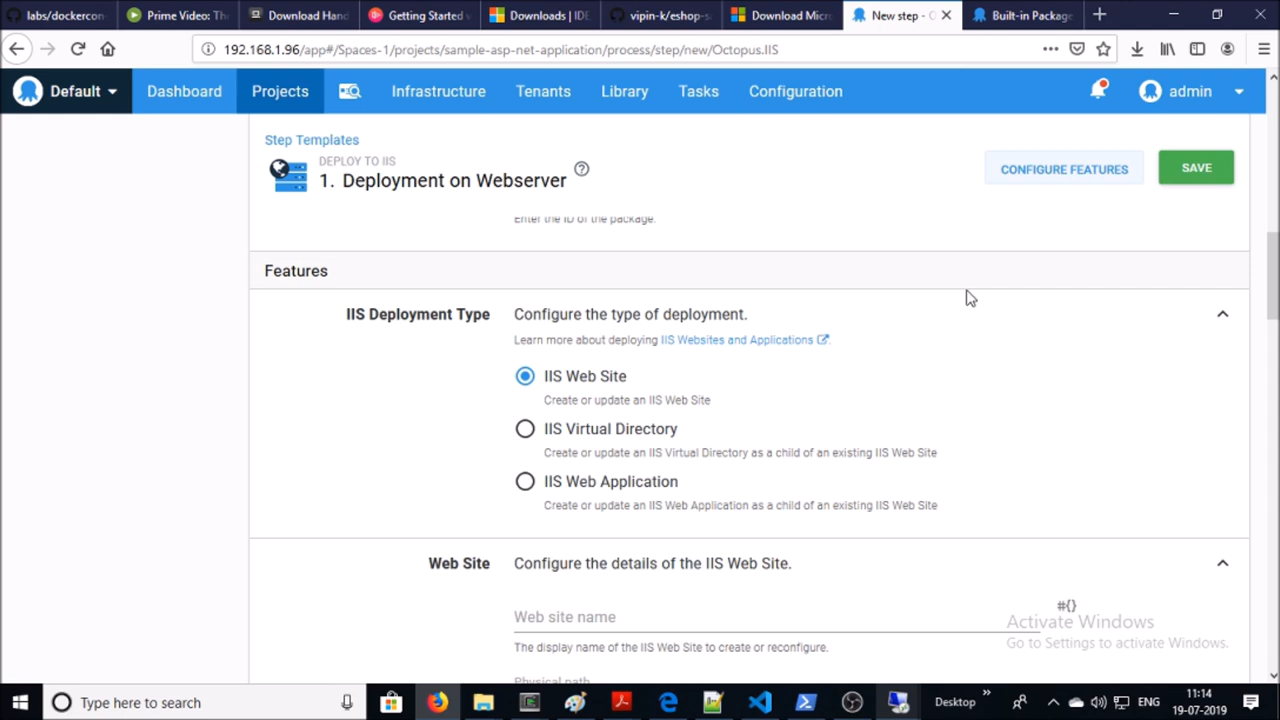 labs/dockercon-
Prime Video: The
Download Hand
Getting Started v
Downloads | IDE
vipin-k/eshop-sa
Download Micr
New step - O
Built-in Package
192.168.1.96/app#/Spaces-1/projects/sample-asp-net-application/process/step/new/Octopus.IIS
Default
Dashboard
Projects
Infrastructure
Tenants
Library
Tasks
Configuration
admin
Step Templates
DEPLOY TO IIS
1. Deployment on Webserver
CONFIGURE FEATURES
SAVE
Enter the ID of the package.
Features
IIS Deployment Type
Configure the type of deployment.
Learn more about deploying IIS Websites and Applications.
IIS Web Site
Create or update an IIS Web Site
IIS Virtual Directory
Create or update an IIS Virtual Directory as a child of an existing IIS Web Site
IIS Web Application
Create or update an IIS Web Application as a child of an existing IIS Web Site
Web Site
Configure the details of the IIS Web Site.
Web site name
#{}
The display name of the IIS Web Site to create or reconfigure.
Physical path
Activate Windows
Go to Settings to activate Windows.
Type here to search
Desktop
ENG
11:14
19-07-2019